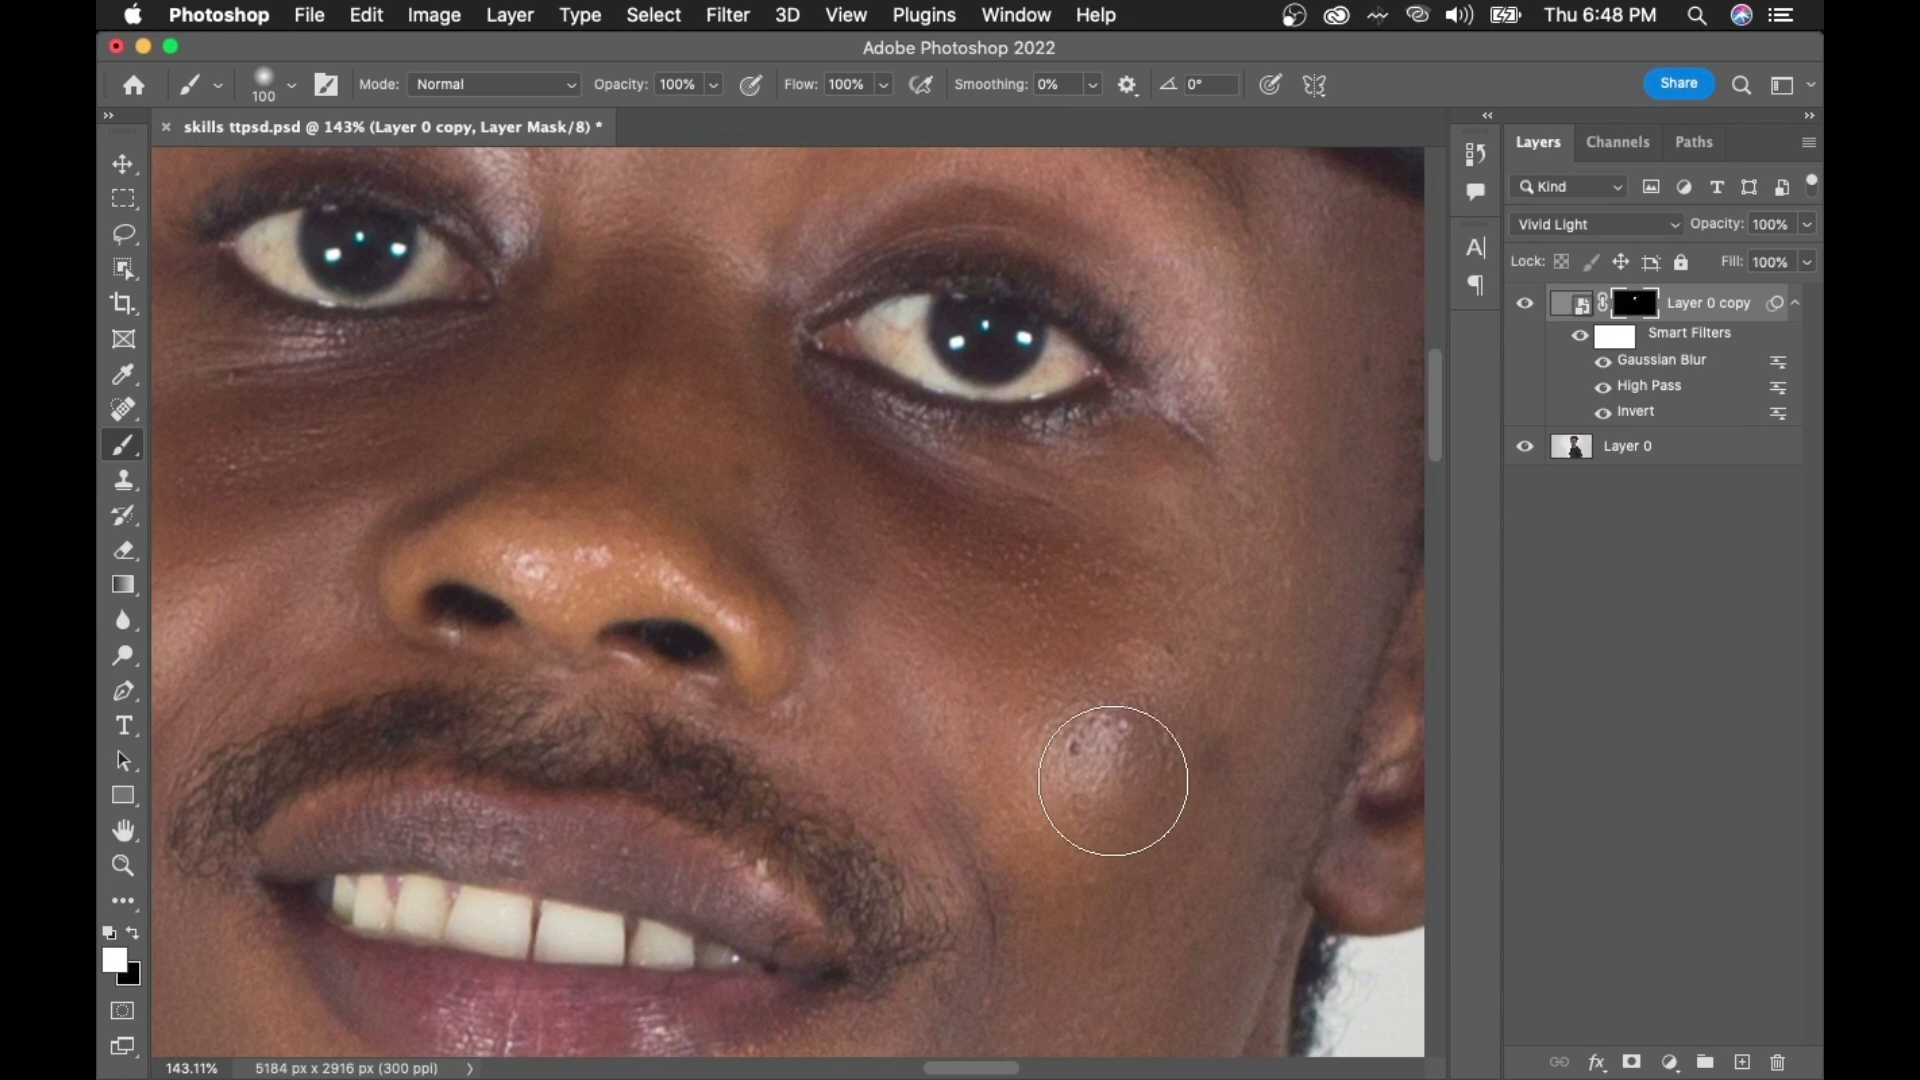 Photoshop File Edit Image Layer Type Select Filter 3D View Plugins Window Help Thu 6:48 PM
Adobe Photoshop 2022
100 Mode: Normal Opacity: 100% Flow: 100% Smoothing: 0% 0° Share
skills ttpsd.psd @ 143% (Layer 0 copy, Layer Mask/8) *
Layers Channels Paths
Kind
Vivid Light Opacity: 100%
Lock: Fill: 100%
Layer 0 copy
Smart Filters
Gaussian Blur
High Pass
Invert
Layer 0
143.11% 5184 px x 2916 px (300 ppi)